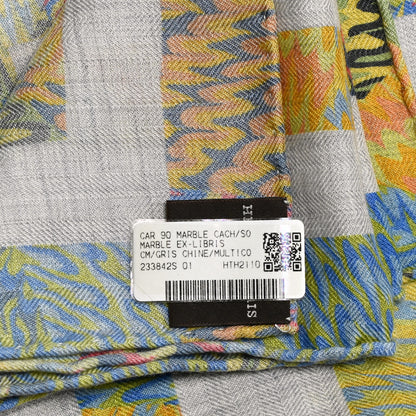 CAR 90 MARBLE CACH/SO
MARBLE EX-LIBRIS
CM/GRIS CHINE/MULTICO
233842S 01 HTH2110